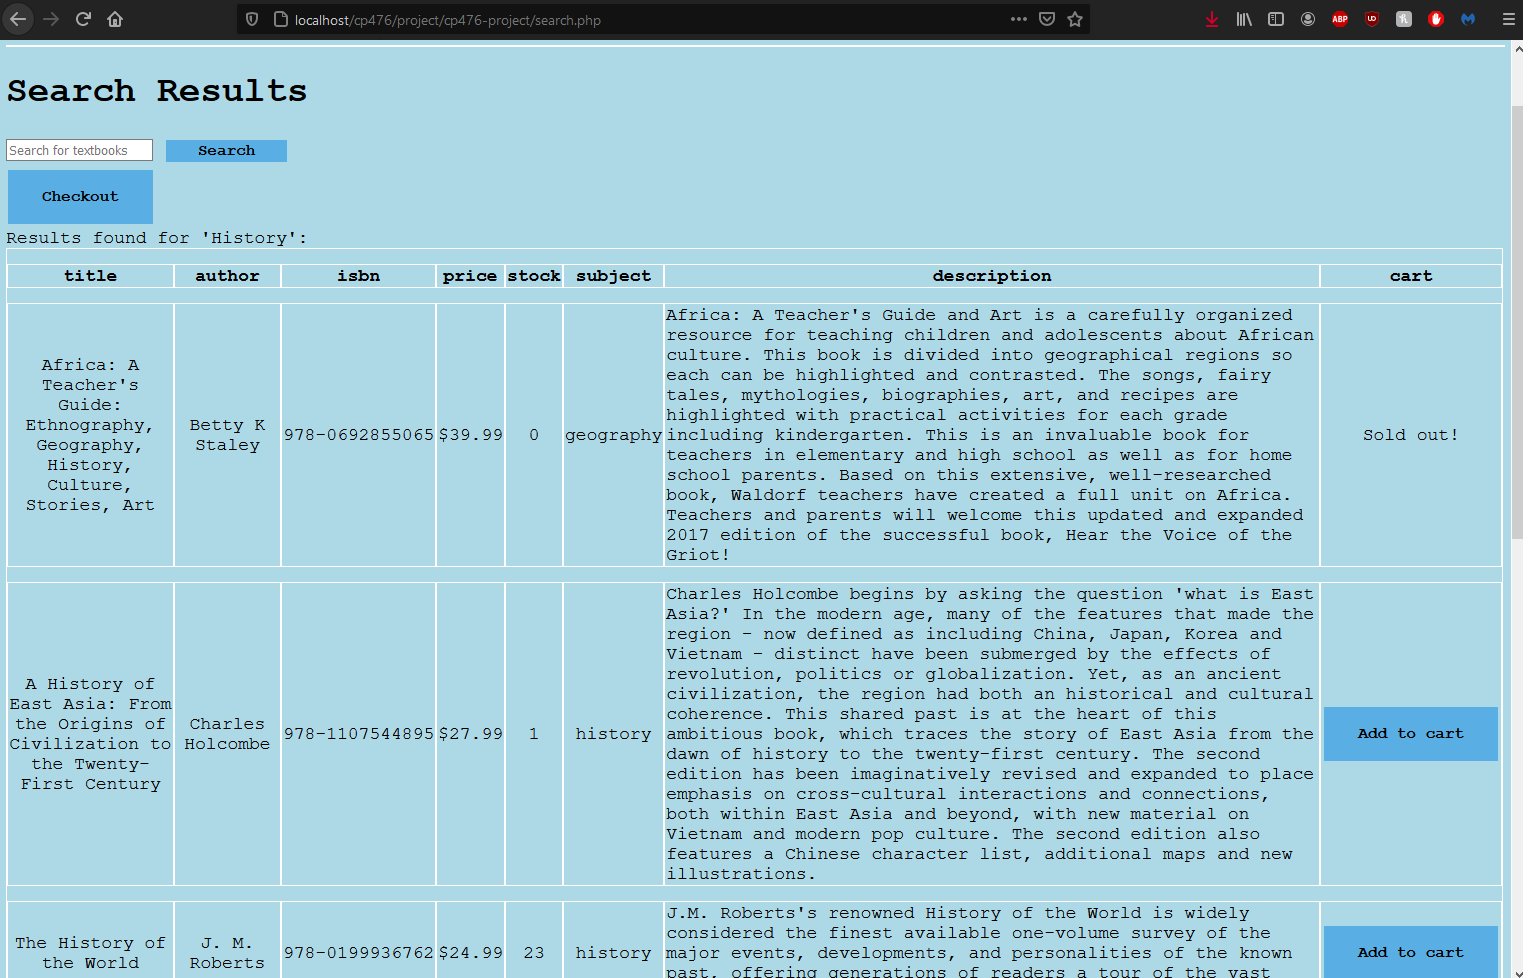 localhost/cp476/project/cp476-project/search.php
ABP
Search Results
Search for textbooks
Search
Checkout
Results found for 'History':
title author isbn price stock subject description cart
Africa: A
Teacher's
Guide:
Ethnography,
Geography,
History,
Culture,
Stories, Art
Betty K
Staley
978-0692855065
$39.99
0
geography
Africa: A Teacher's Guide and Art is a carefully organized
resource for teaching children and adolescents about African
culture. This book is divided into geographical regions so
each can be highlighted and contrasted. The songs, fairy
tales, mythologies, biographies, art, and recipes are
highlighted with practical activities for each grade
including kindergarten. This is an invaluable book for
teachers in elementary and high school as well as for home
school parents. Based on this extensive, well-researched
book, Waldorf teachers have created a full unit on Africa.
Teachers and parents will welcome this updated and expanded
2017 edition of the successful book, Hear the Voice of the
Griot!
Sold out!
A History of
East Asia: From
the Origins of
Civilization to
the Twenty-
First Century
Charles
Holcombe
978-1107544895
$27.99
1
history
Charles Holcombe begins by asking the question 'what is East
Asia?' In the modern age, many of the features that made the
region - now defined as including China, Japan, Korea and
Vietnam - distinct have been submerged by the effects of
revolution, politics or globalization. Yet, as an ancient
civilization, the region had both an historical and cultural
coherence. This shared past is at the heart of this
ambitious book, which traces the story of East Asia from the
dawn of history to the twenty-first century. The second
edition has been imaginatively revised and expanded to place
emphasis on cross-cultural interactions and connections,
both within East Asia and beyond, with new material on
Vietnam and modern pop culture. The second edition also
features a Chinese character list, additional maps and new
illustrations.
Add to cart
The History of
the World
J. M.
Roberts
978-0199936762
$24.99
23
history
J.M. Roberts's renowned History of the World is widely
considered the finest available one-volume survey of the
major events, developments, and personalities of the known
past, offering generations of readers a tour of the vast
Add to cart